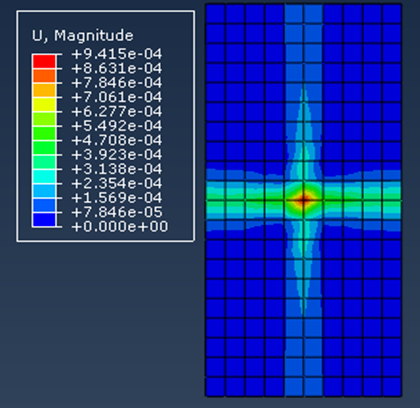 U, Magnitude
+9.415e-04
+8.631e-04
+7.846e-04
+7.061e-04
+6.277e-04
+5.492e-04
+4.708e-04
+3.923e-04
+3.138e-04
+2.354e-04
+1.569e-04
+7.846e-05
+0.000e+00